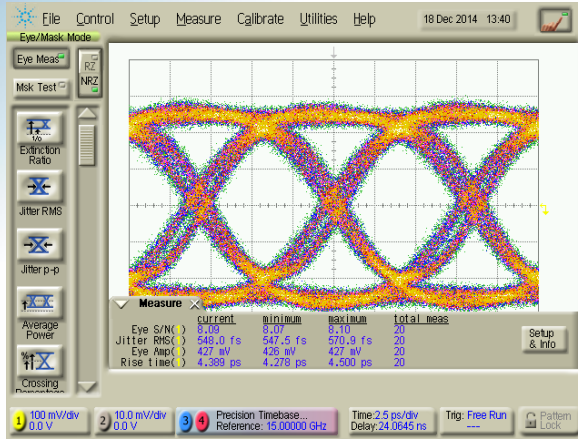 File Control Setup Measure Calibrate Utilities Help 18 Dec 2014 13:40
Eye/Mask Mode
Eye Meas
RZ
NRZ
Msk Test
Extinction
Ratio
Jitter RMS
Jitter p-p
Average
Power
Crossing
Percentage
Measure
current minimum maximum total meas
Eye S/N(1) 8.09 8.07 8.10 20
Jitter RMS(1) 548.0 fs 547.5 fs 570.9 fs 20
Eye Amp(1) 427 mV 426 mV 427 mV 20
Rise time(1) 4.389 ps 4.278 ps 4.500 ps 20
Setup
& Info
1 100 mV/div
0.0 V
2 10.0 mV/div
0.0 V
3 4 Precision Timebase...
Reference: 15.00000 GHz
Time:2.5 ps/div
Delay:24.0645 ns
Trig: Free Run
---
Pattern
Lock